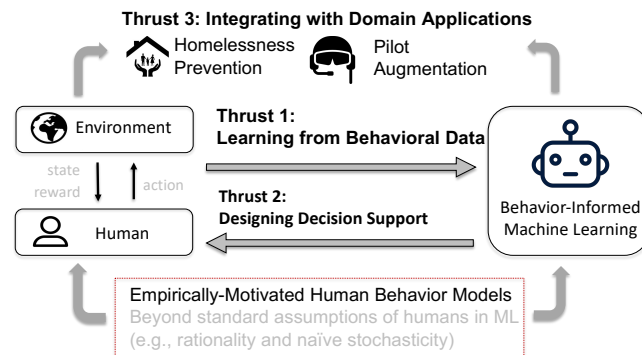 Thrust 3: Integrating with Domain Applications
Homelessness
Prevention
Pilot
Augmentation
Environment
Thrust 1:
Learning from Behavioral Data
state
reward
action
Thrust 2:
Designing Decision Support
Human
Behavior-Informed
Machine Learning
Empirically-Motivated Human Behavior Models
Beyond standard assumptions of humans in ML
(e.g., rationality and naïve stochasticity)